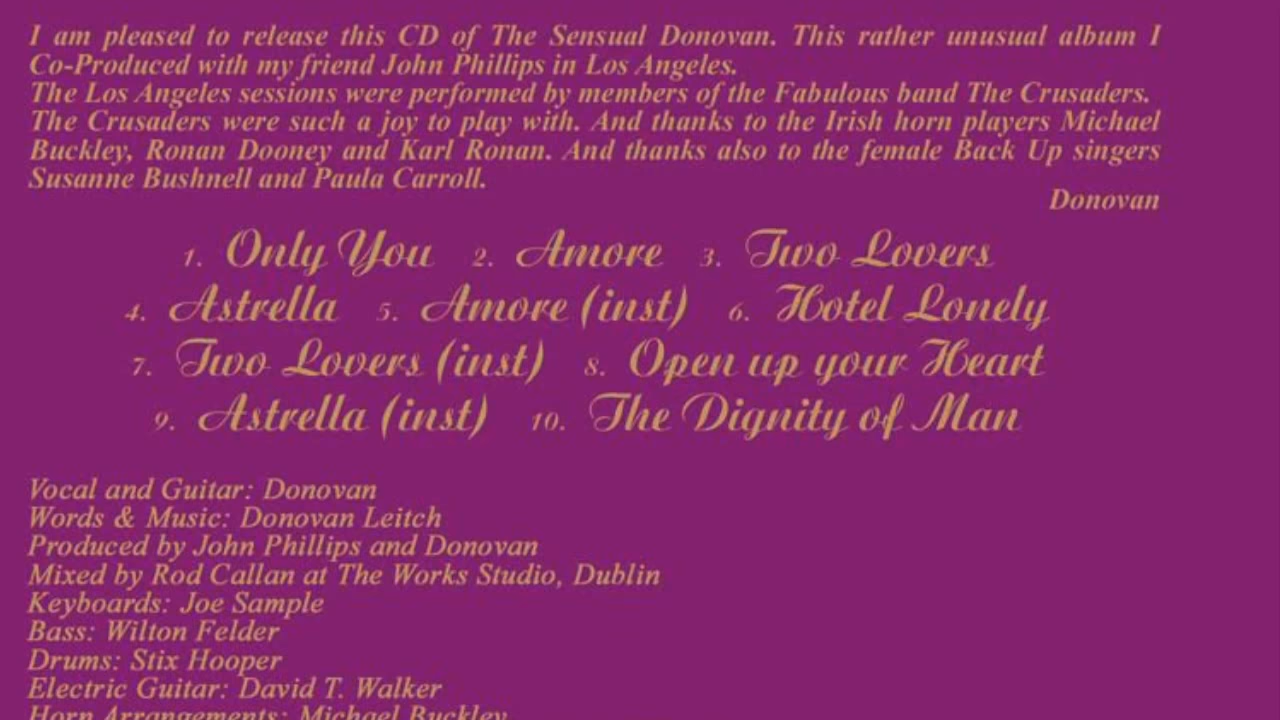 I am pleased to release this CD of The Sensual Donovan. This rather unusual album I
Co-Produced with my friend John Phillips in Los Angeles.
The Los Angeles sessions were performed by members of the Fabulous band The Crusaders.
The Crusaders were such a joy to play with. And thanks to the Irish horn players Michael
Buckley, Ronan Dooney and Karl Ronan. And thanks also to the female Back Up singers
Susanne Bushnell and Paula Carroll.
Donovan
1. Only You 2. Amore 3. Two Lovers
4. Astrella 5. Amore (inst) 6. Hotel Lonely
7. Two Lovers (inst) 8. Open up your Heart
9. Astrella (inst) 10. The Dignity of Man
Vocal and Guitar: Donovan
Words & Music: Donovan Leitch
Produced by John Phillips and Donovan
Mixed by Rod Callan at The Works Studio, Dublin
Keyboards: Joe Sample
Bass: Wilton Felder
Drums: Stix Hooper
Electric Guitar: David T. Walker
Horn Arrangements: Michael Buckley